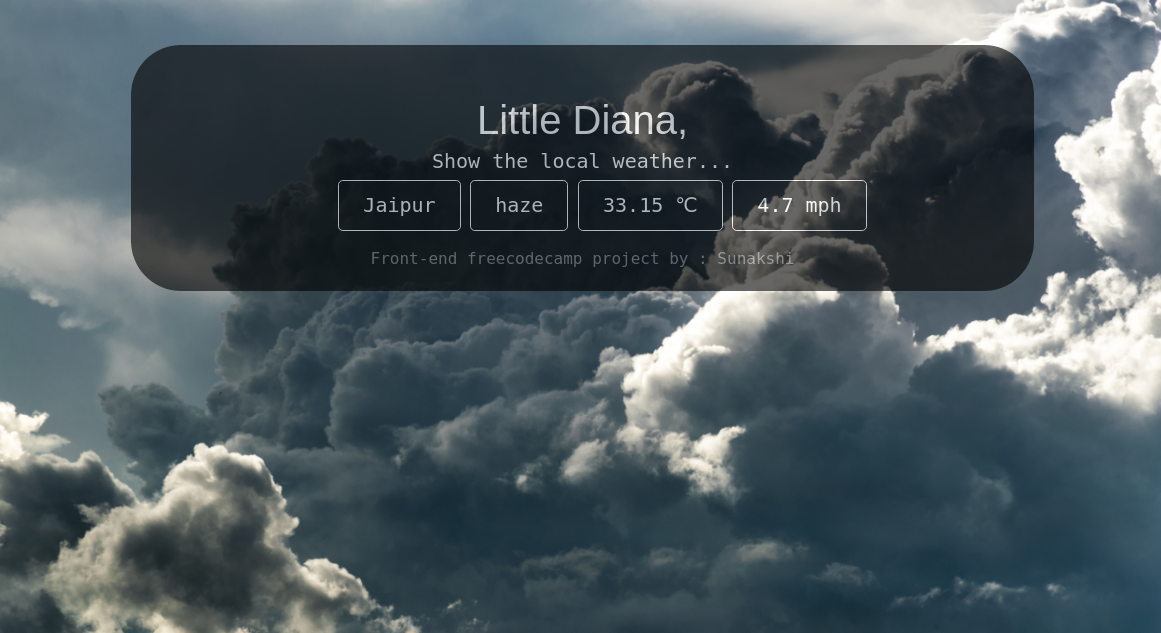 Little Diana,
Show the local weather...
Jaipur haze 33.15 ℃ 4.7 mph
Front-end freecodecamp project by : Sunakshi